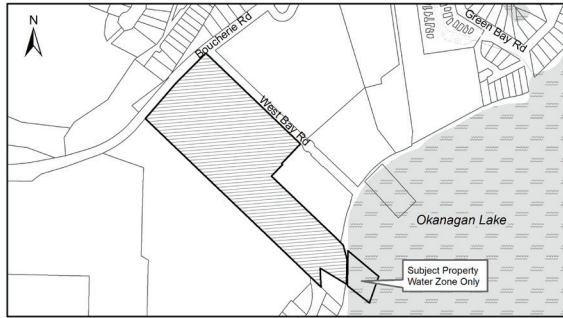 N
Boucherie Rd
Green Bay Rd
West Bay Rd
Okanagan Lake
Subject Property
Water Zone Only